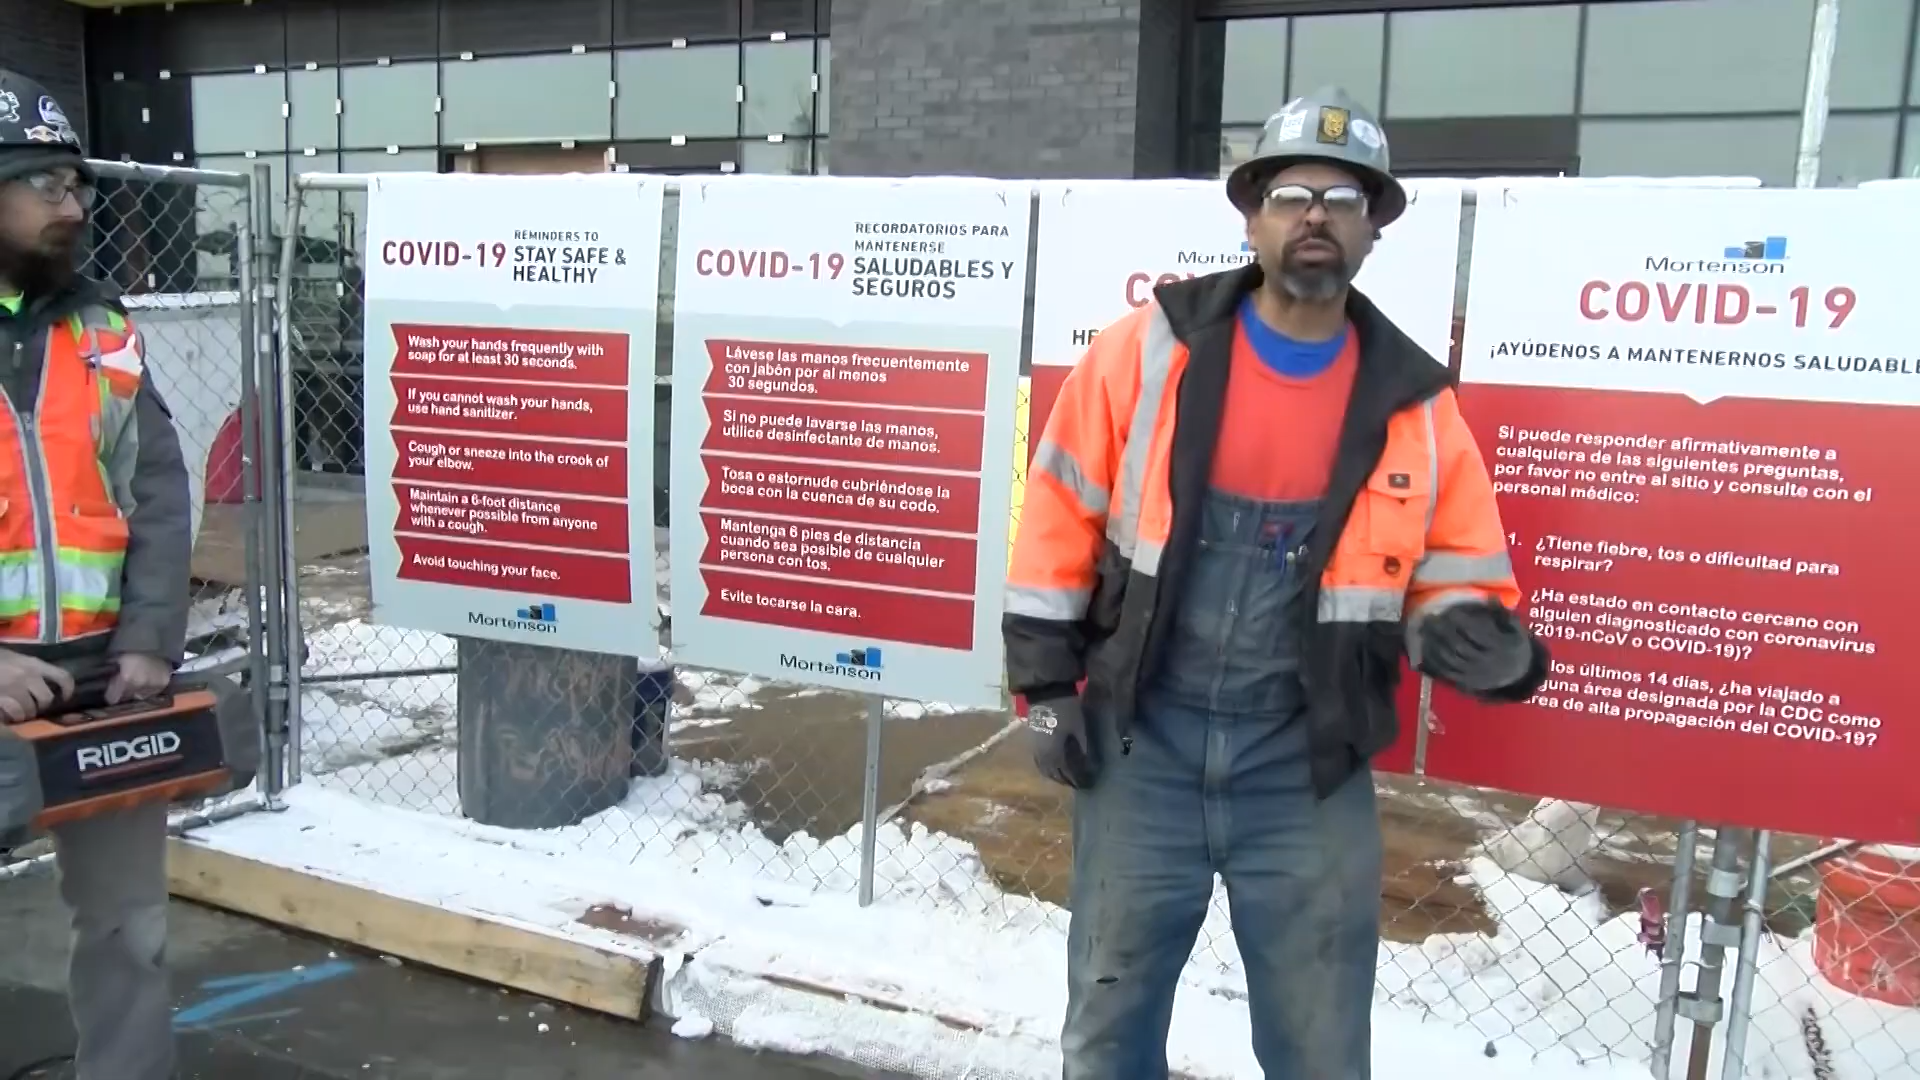 REMINDERS TO
COVID-19 STAY SAFE &
HEALTHY
Wash your hands frequently with
soap for at least 30 seconds.
If you cannot wash your hands,
use hand sanitizer.
Cough or sneeze into the crook of
your elbow.
Maintain a 6-foot distance
whenever possible from anyone
with a cough.
Avoid touching your face.
Mortenson
RECORDATORIOS PARA
MANTENERSE
COVID-19 SALUDABLES Y
SEGUROS
Lávese las manos frecuentemente
con jabón por al menos
30 segundos.
Si no puede lavarse las manos,
utilice desinfectante de manos.
Tosa o estornude cubriéndose la
boca con la cuenca de su codo.
Mantenga 6 pies de distancia
cuando sea posible de cualquier
persona con tos.
Evite tocarse la cara.
Mortenson
Morten
CO
HE
Mortenson
COVID-19
¡AYÚDENOS A MANTENERNOS SALUDABLE
Si puede responder afirmativamente a
cualquiera de las siguientes preguntas,
por favor no entre al sitio y consulte con el
personal médico:
1. ¿Tiene fiebre, tos o dificultad para
respirar?
¿Ha estado en contacto cercano con
alguien diagnosticado con coronavirus
(2019-nCoV o COVID-19)?
los últimos 14 días, ¿ha viajado a
guna área designada por la CDC como
rea de alta propagación del COVID-19?
RIDGID